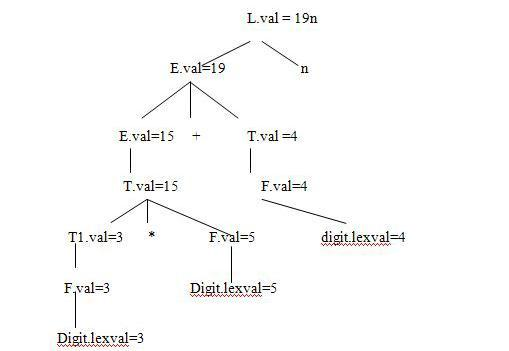 L.val = 19n
E.val=19 n
E.val=15 + T.val =4
T.val=15 F.val=4
T1.val=3 * F.val=5 digit.lexval=4
F.val=3 Digit.lexval=5
Digit.lexval=3